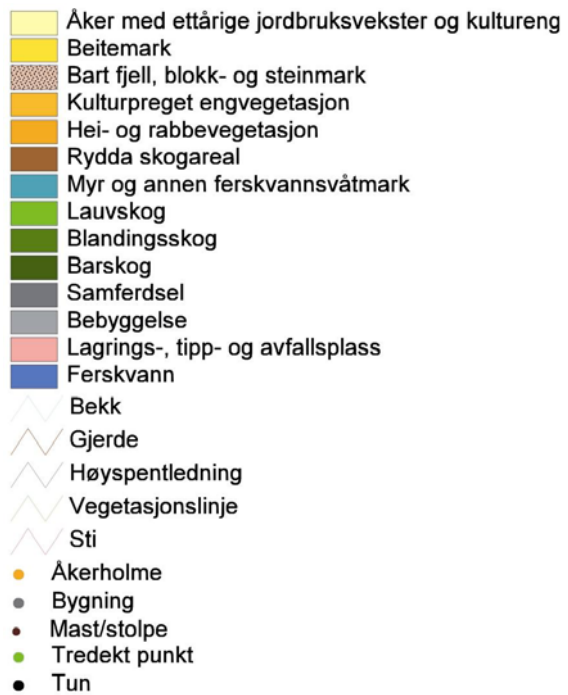 Åker med ettårige jordbruksvekster og kultureng
Beitemark
Bart fjell, blokk- og steinmark
Kulturpreget engvegetasjon
Hei- og rabbevegetasjon
Rydda skogareal
Myr og annen ferskvannsvåtmark
Lauvskog
Blandingsskog
Barskog
Samferdsel
Bebyggelse
Lagrings-, tipp- og avfallsplass
Ferskvann
Bekk
Gjerde
Høyspentledning
Vegetasjonslinje
Sti
Åkerholme
Bygning
Mast/stolpe
Tredekt punkt
Tun